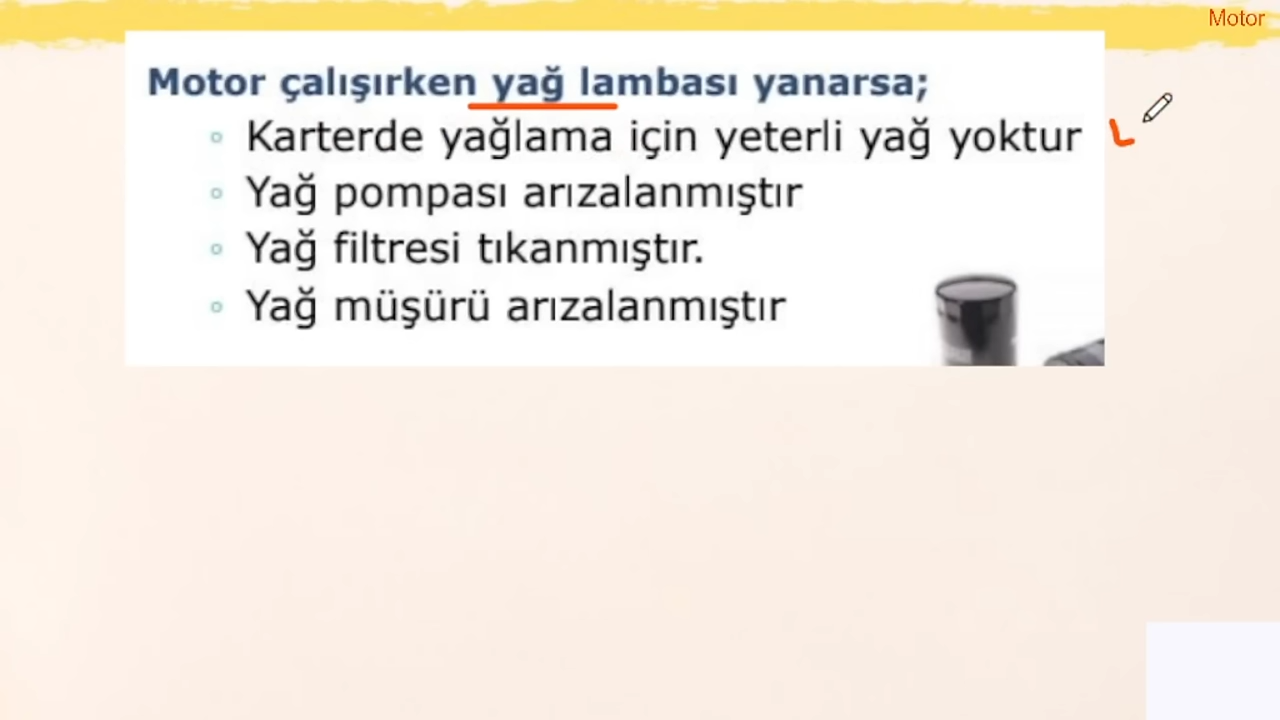 Motor
Motor çalışırken yağ lambası yanarsa;
Karterde yağlama için yeterli yağ yoktur
Yağ pompası arızalanmıştır
Yağ filtresi tıkanmıştır.
Yağ müşürü arızalanmıştır